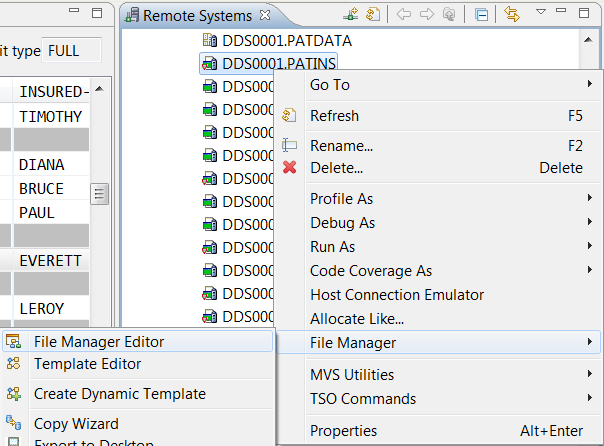 Remote Systems
it type FULL
INSURED-
TIMOTHY
DIANA
BRUCE
PAUL
EVERETT
LEROY
DDS0001.PATDATA
DDS0001.PATINS
DDS000
DDS000
DDS000
DDS000
DDS000
DDS000
DDS000
DDS000
DDS000
DDS000
DDS000
Go To
Refresh F5
Rename... F2
Delete... Delete
Profile As
Debug As
Run As
Code Coverage As
Host Connection Emulator
Allocate Like...
File Manager
MVS Utilities
TSO Commands
Properties Alt+Enter
File Manager Editor
Template Editor
Create Dynamic Template
Copy Wizard
Export to Desktop